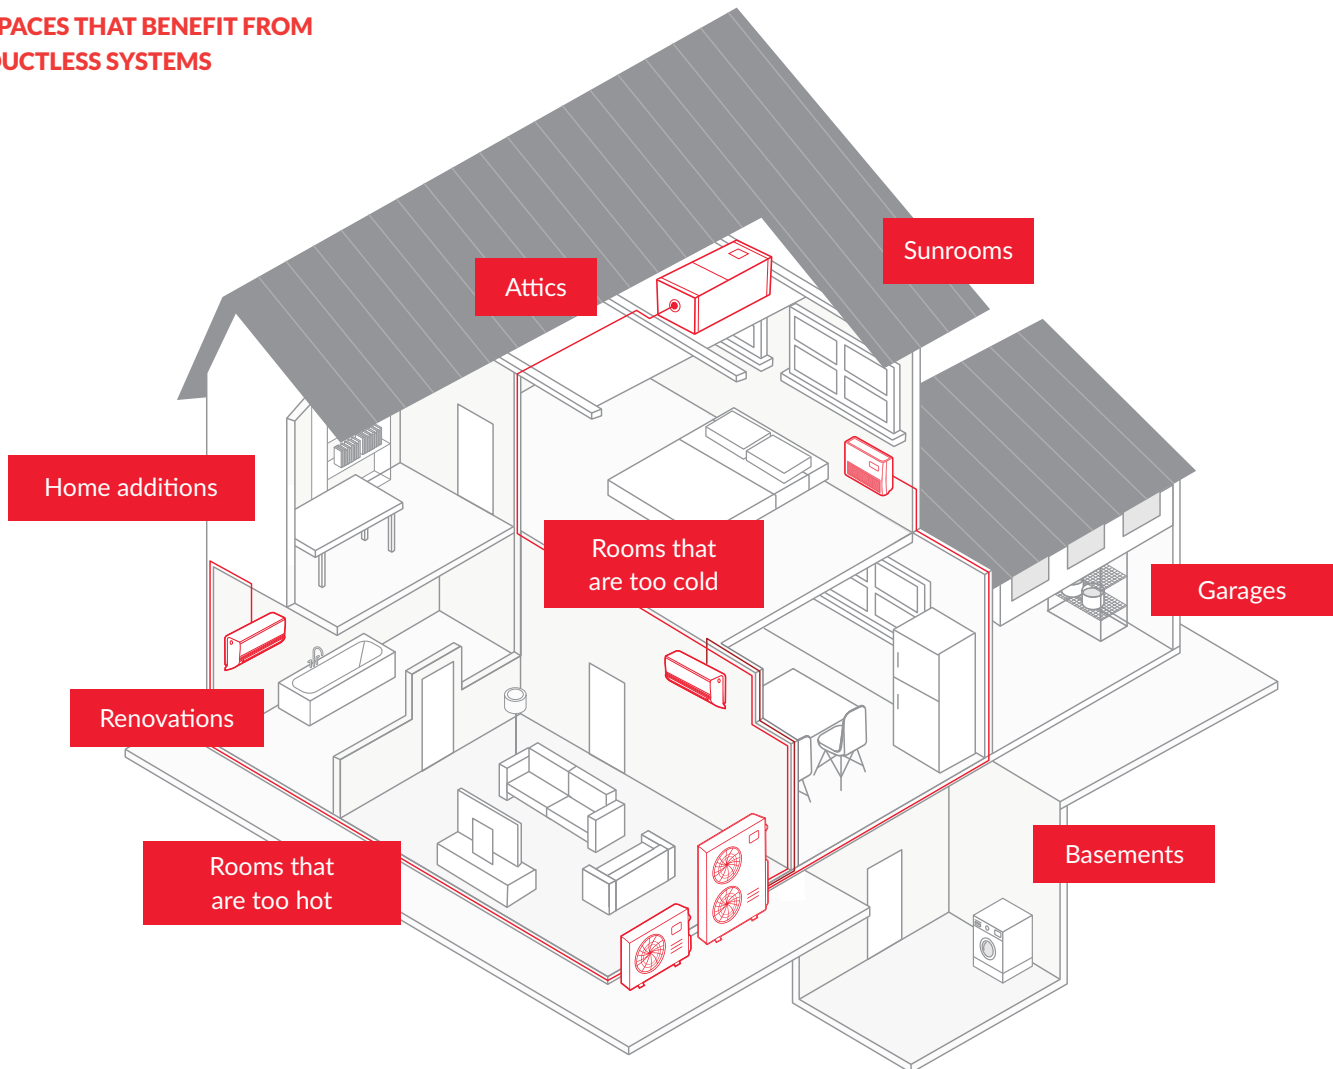 PACES THAT BENEFIT FROM
UCTLESS SYSTEMS
Sunrooms
Attics
Home additions
Rooms that
are too cold
Garages
Renovations
Rooms that
are too hot
Basements